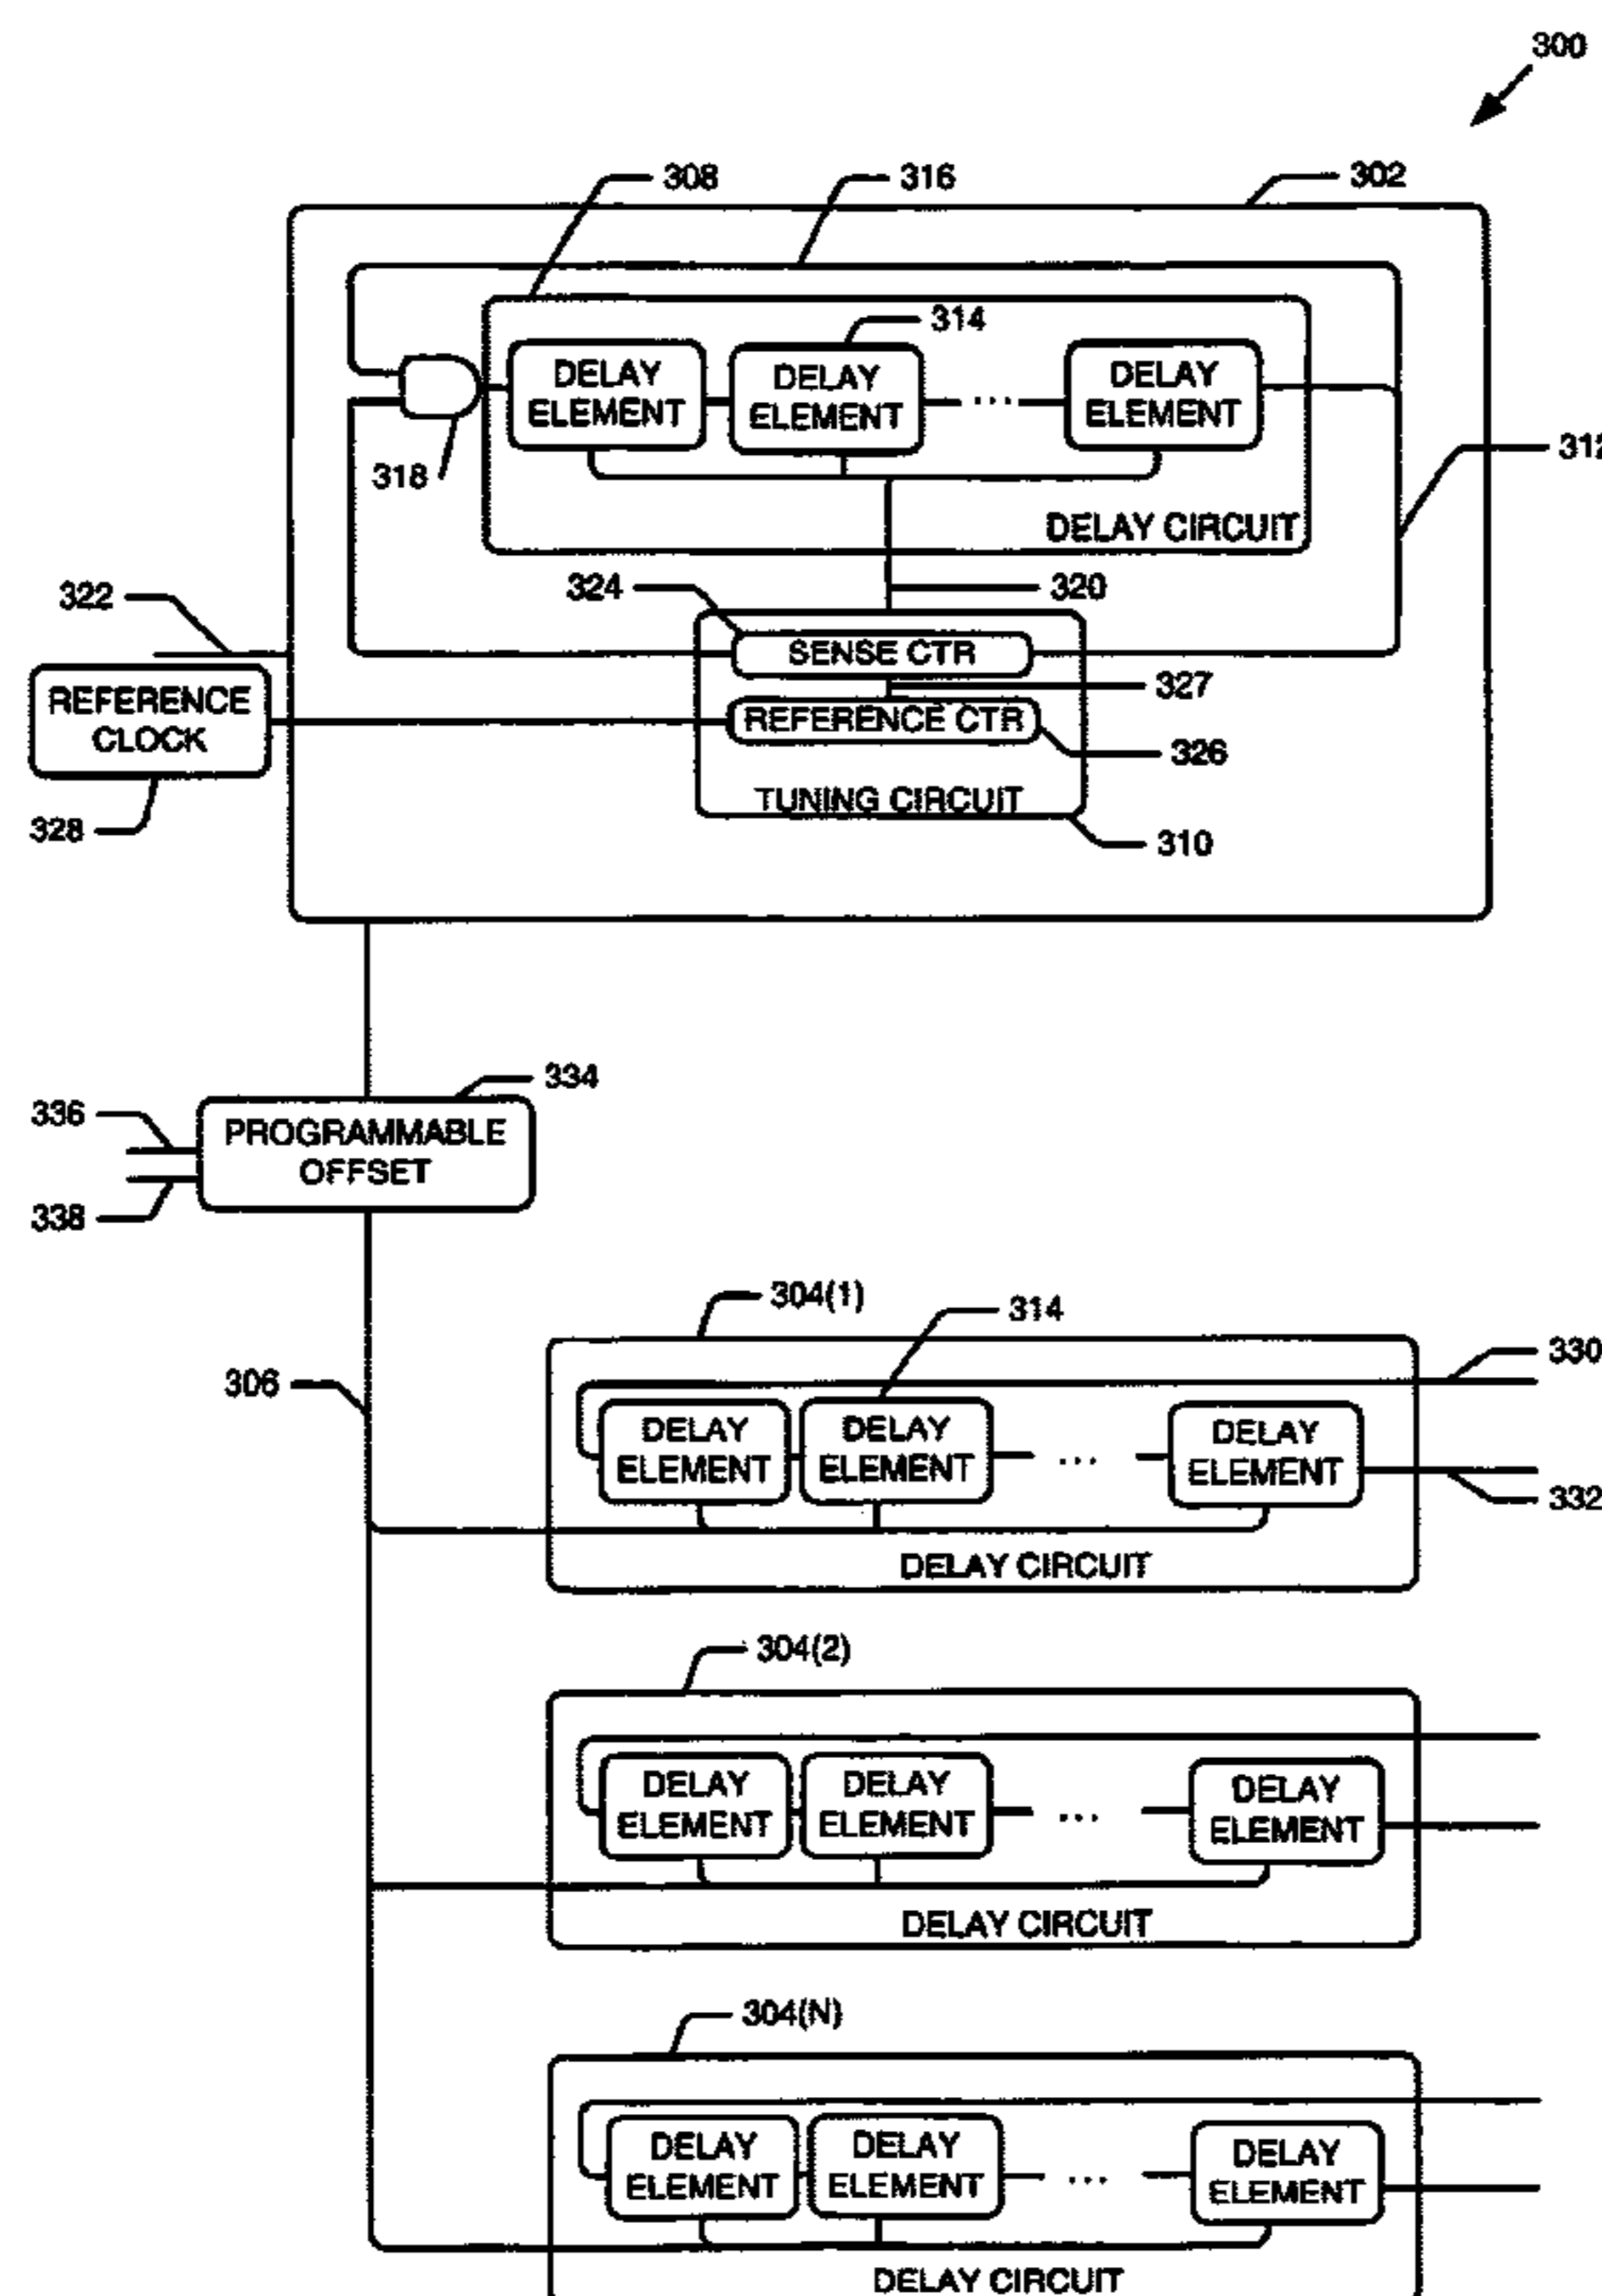 300
308
316
302
314
DELAY
ELEMENT
DELAY
ELEMENT
...
DELAY
ELEMENT
318
312
DELAY CIRCUIT
324
320
322
SENSE CTR
327
REFERENCE
CLOCK
REFERENCE CTR
326
TUNING CIRCUIT
328
310
334
336
PROGRAMMABLE
OFFSET
338
304(1)
314
330
306
DELAY
ELEMENT
DELAY
ELEMENT
...
DELAY
ELEMENT
332
DELAY CIRCUIT
304(2)
DELAY
ELEMENT
DELAY
ELEMENT
...
DELAY
ELEMENT
DELAY CIRCUIT
304(N)
DELAY
ELEMENT
DELAY
ELEMENT
...
DELAY
ELEMENT
DELAY CIRCUIT